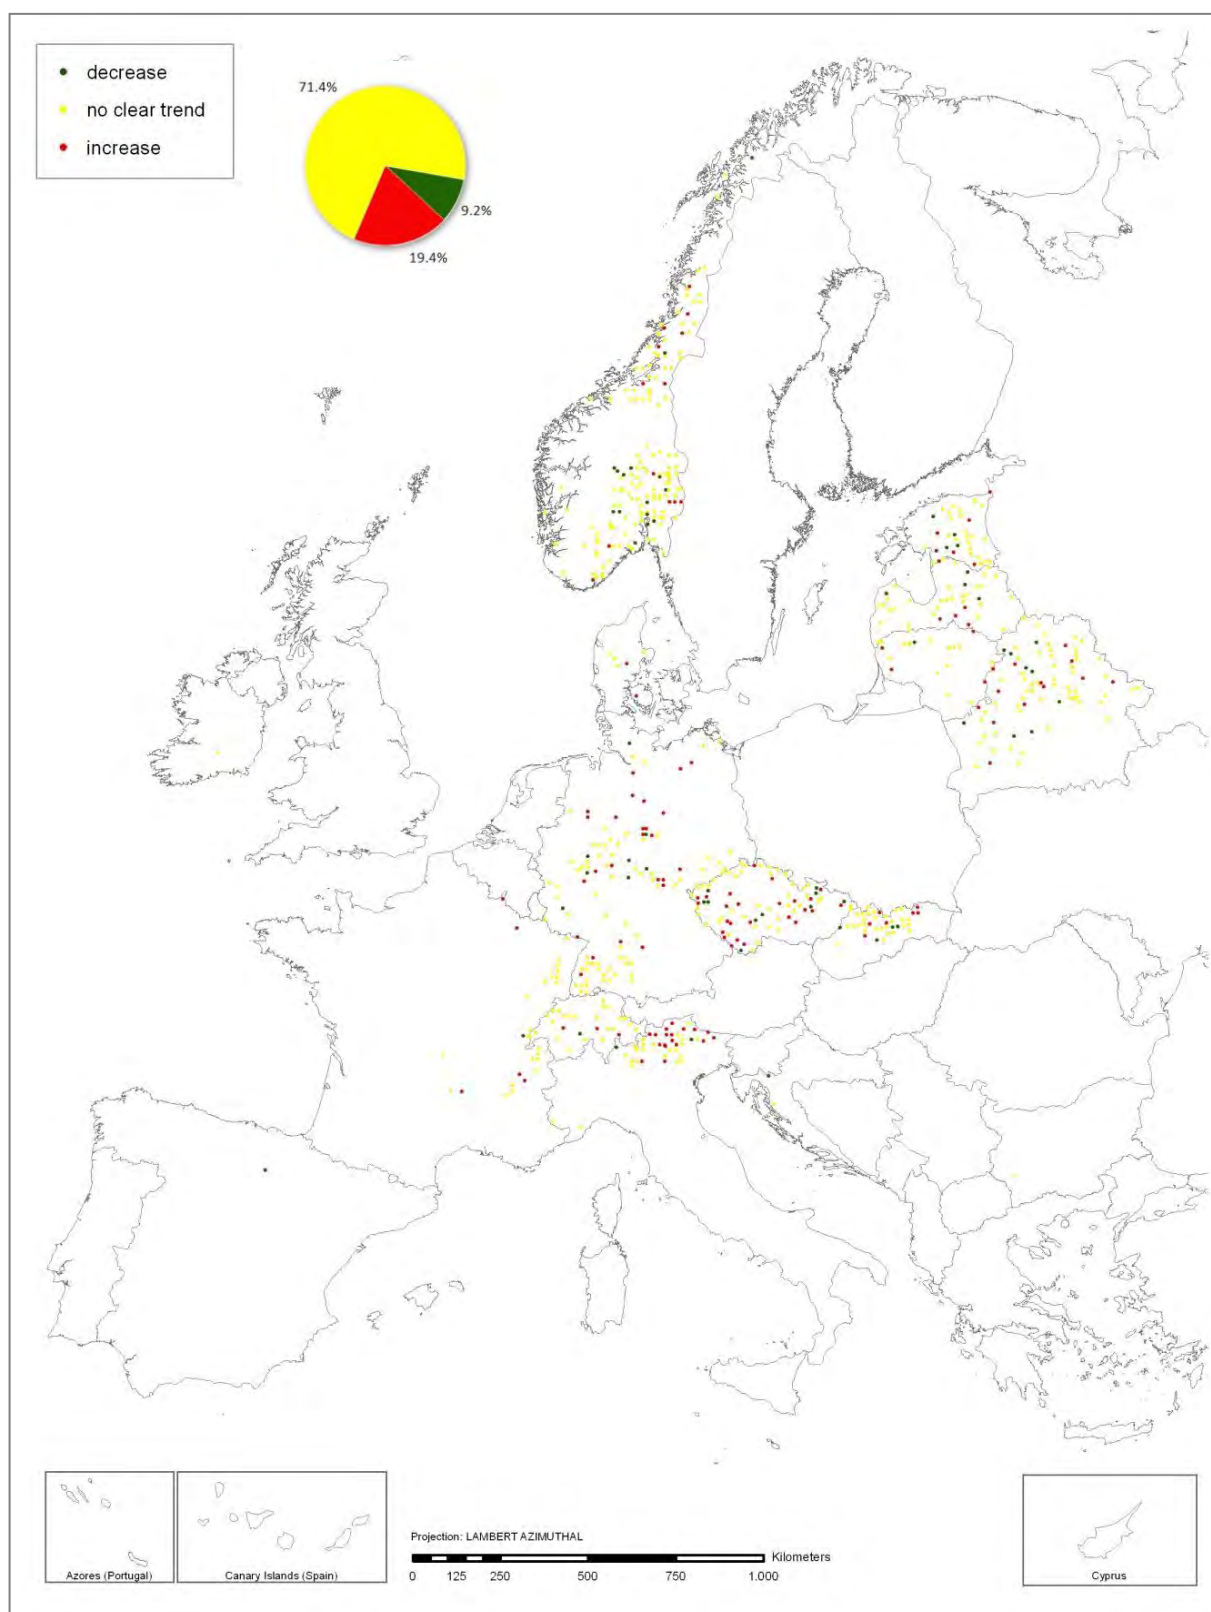 decrease
no clear trend
increase
71.4%
9.2%
19.4%
Projection: LAMBERT AZIMUTHAL
Kilometers
0 125 250 500 750 1.000
Azores (Portugal)
Canary Islands (Spain)
Cyprus